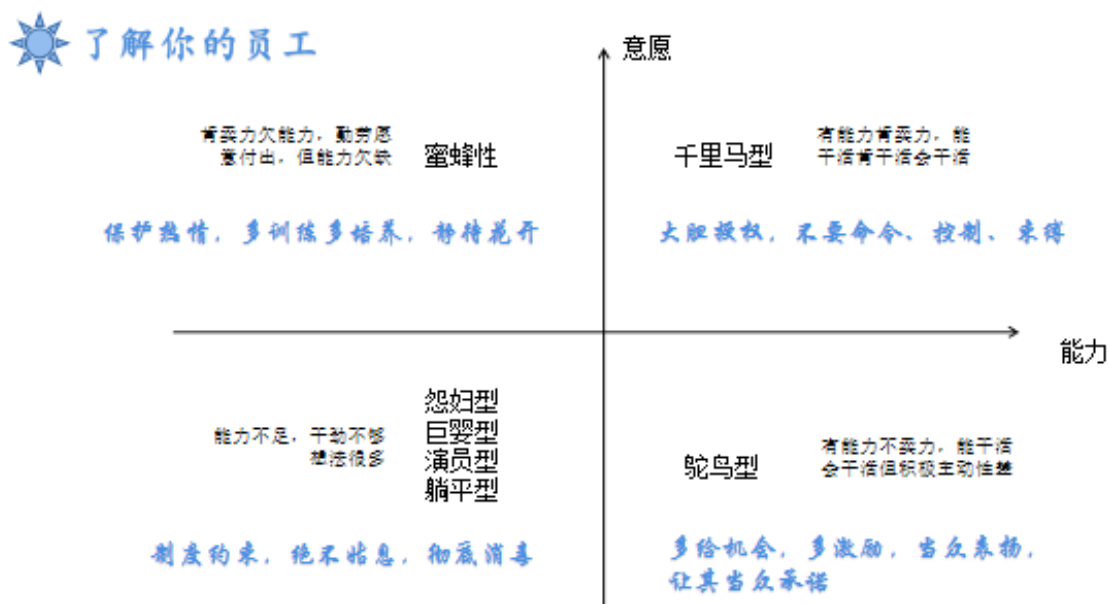 了解你的员工
意愿
肯卖力欠能力，勤劳愿
意付出，但能力欠缺
蜜蜂性
千里马型
有能力肯卖力，能
干活肯干活会干活
保护热情，多训练多培养，静待花开
大胆授权，不要命令、控制、束缚
能力
能力不足，干劲不够
想法很多
怨妇型
巨婴型
演员型
躺平型
鸵鸟型
有能力不卖力，能干活
会干活但积极主动性差
制度约束，绝不姑息，彻底消毒
多给机会，多激励，当众表扬，
让其当众承诺